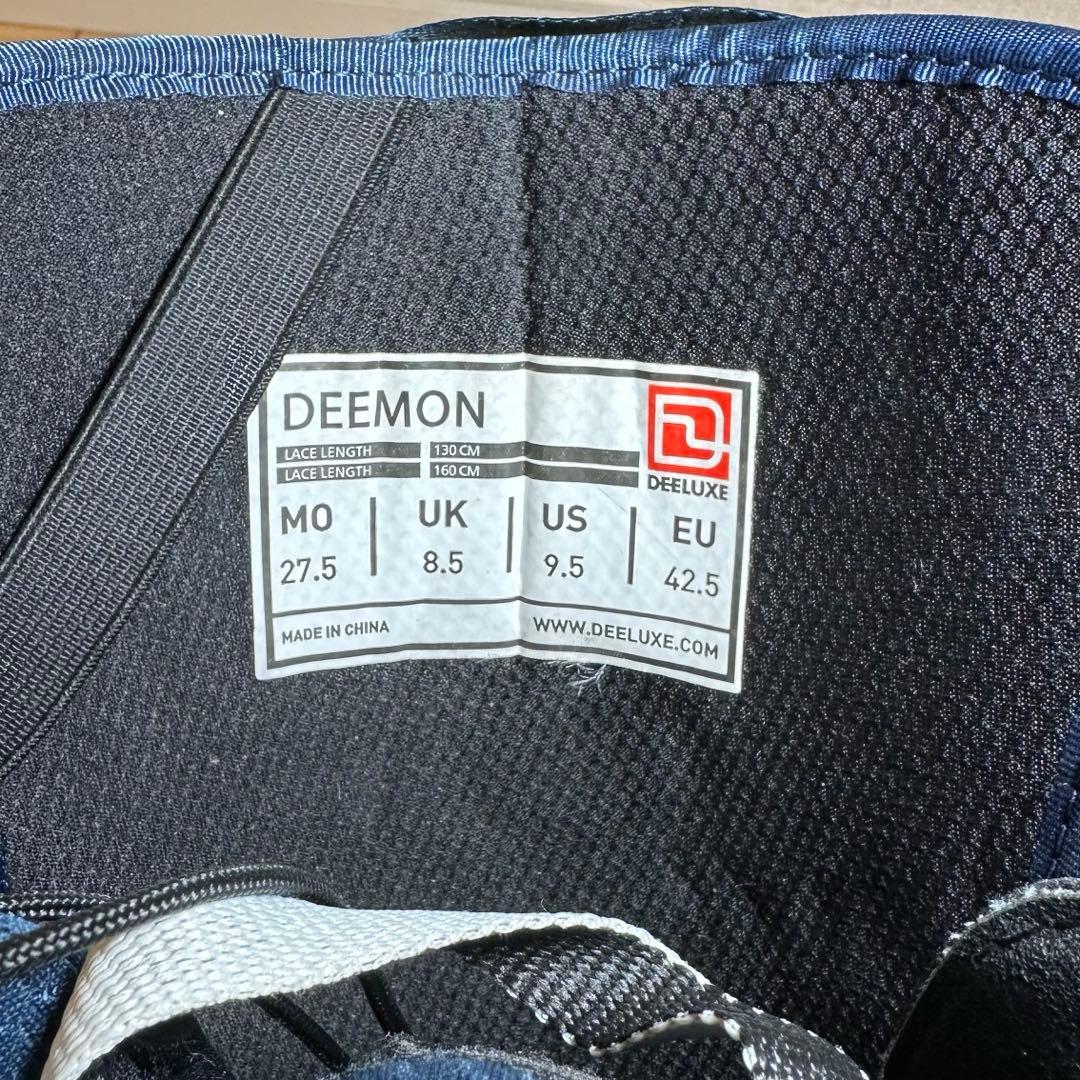 DEEMON
LACE LENGTH 130 CM
LACE LENGTH 160 CM
DEELUXE
MO UK US EU
27.5 8.5 9.5 42.5
MADE IN CHINA WWW.DEELUXE.COM